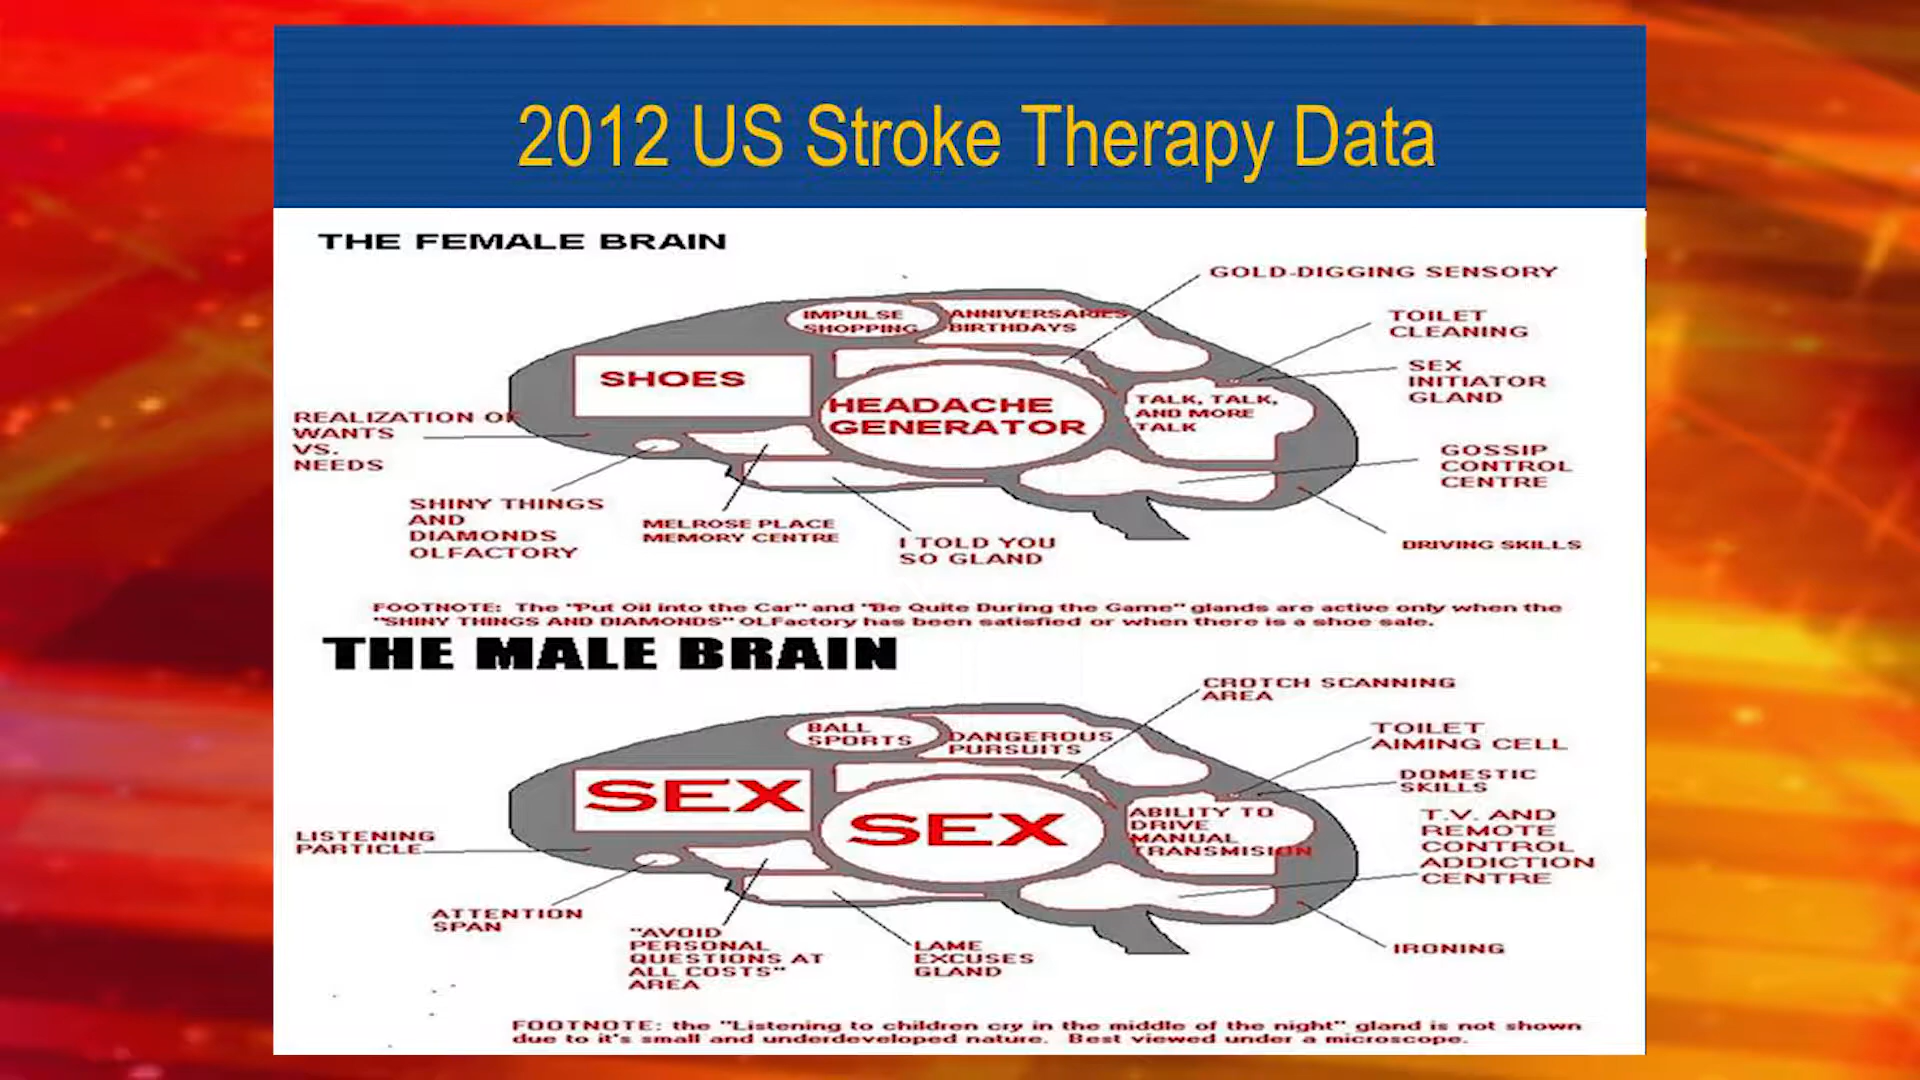 2012 US Stroke Therapy Data
THE FEMALE BRAIN
GOLD-DIGGING SENSORY
IMPULSE
SHOPPING
ANNIVERSARIES
BIRTHDAYS
TOILET
CLEANING
SHOES
SEX
INITIATOR
GLAND
HEADACHE
GENERATOR
TALK, TALK,
AND MORE
TALK
REALIZATION OF
WANTS
VS.
NEEDS
GOSSIP
CONTROL
CENTRE
SHINY THINGS
AND
DIAMONDS
OLFACTORY
MELROSE PLACE
MEMORY CENTRE
I TOLD YOU
SO GLAND
DRIVING SKILLS
FOOTNOTE: The "Put Oil into the Car" and "Be Quite During the Game" glands are active only when the
"SHINY THINGS AND DIAMONDS" OLFactory has been satisfied or when there is a shoe sale.
THE MALE BRAIN
CROTCH SCANNING
AREA
BALL
SPORTS
DANGEROUS
PURSUITS
TOILET
AIMING CELL
SEX
DOMESTIC
SKILLS
SEX
ABILITY TO
DRIVE
MANUAL
TRANSMISION
T.V. AND
REMOTE
CONTROL
ADDICTION
CENTRE
LISTENING
PARTICLE
ATTENTION
SPAN
"AVOID
PERSONAL
QUESTIONS AT
ALL COSTS"
AREA
LAME
EXCUSES
GLAND
IRONING
FOOTNOTE: the "Listening to children cry in the middle of the night" gland is not shown
due to it's small and underdeveloped nature. Best viewed under a microscope.